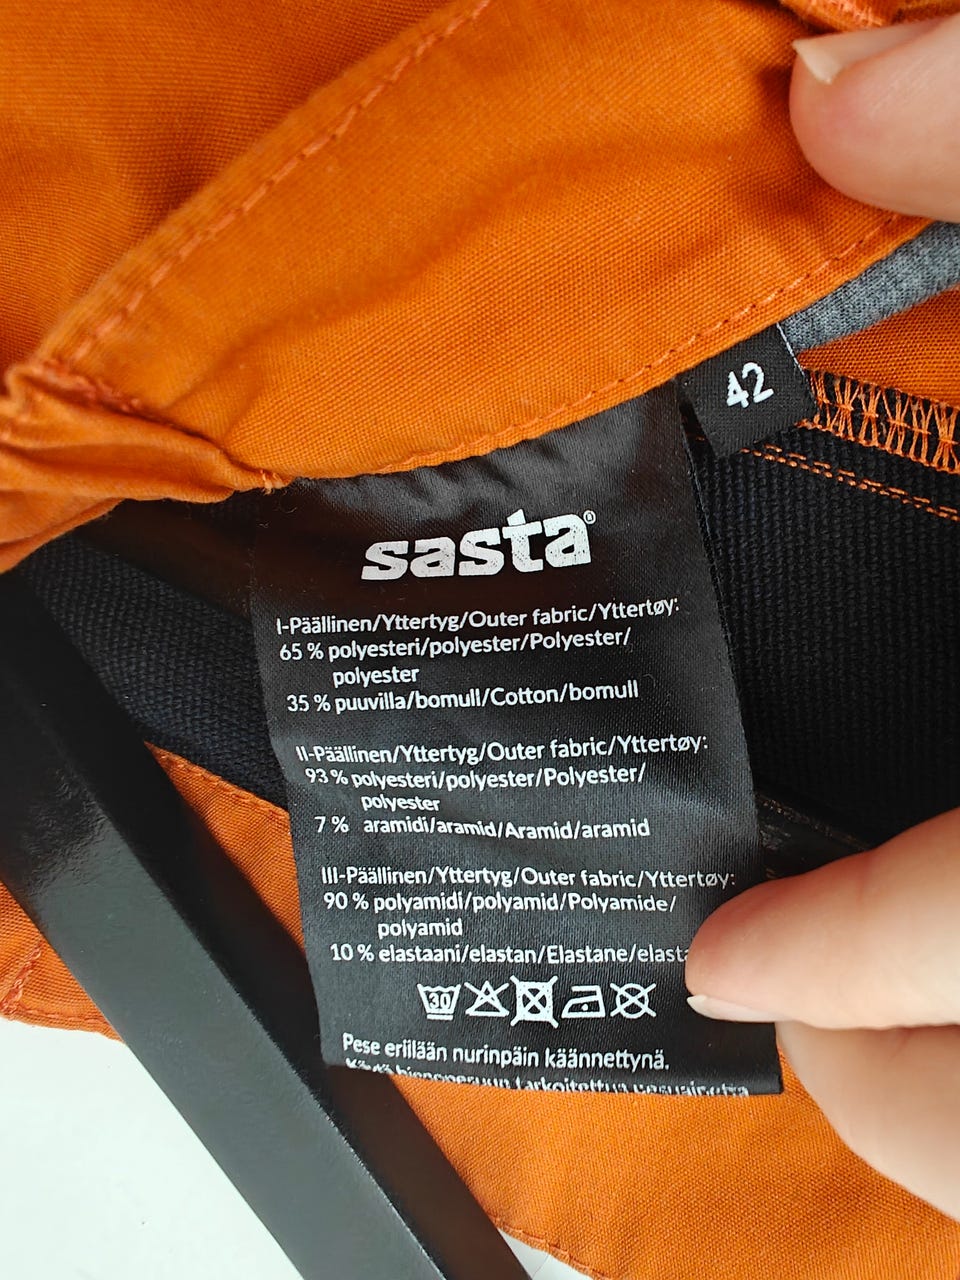 42
sasta®
I-Päällinen/Yttertyg/Outer fabric/Yttertøy:
65 % polyesteri/polyester/Polyester/
polyester
35 % puuvilla/bomull/Cotton/bomull
II-Päällinen/Yttertyg/Outer fabric/Yttertøy:
93 % polyesteri/polyester/Polyester/
polyester
7 % aramidi/aramid/Aramid/aramid
III-Päällinen/Yttertyg/Outer fabric/Yttertøy:
90 % polyamidi/polyamid/Polyamide/
polyamid
10 % elastaani/elastan/Elastane/elasta
30
Pese erillään nurinpäin käännettynä.